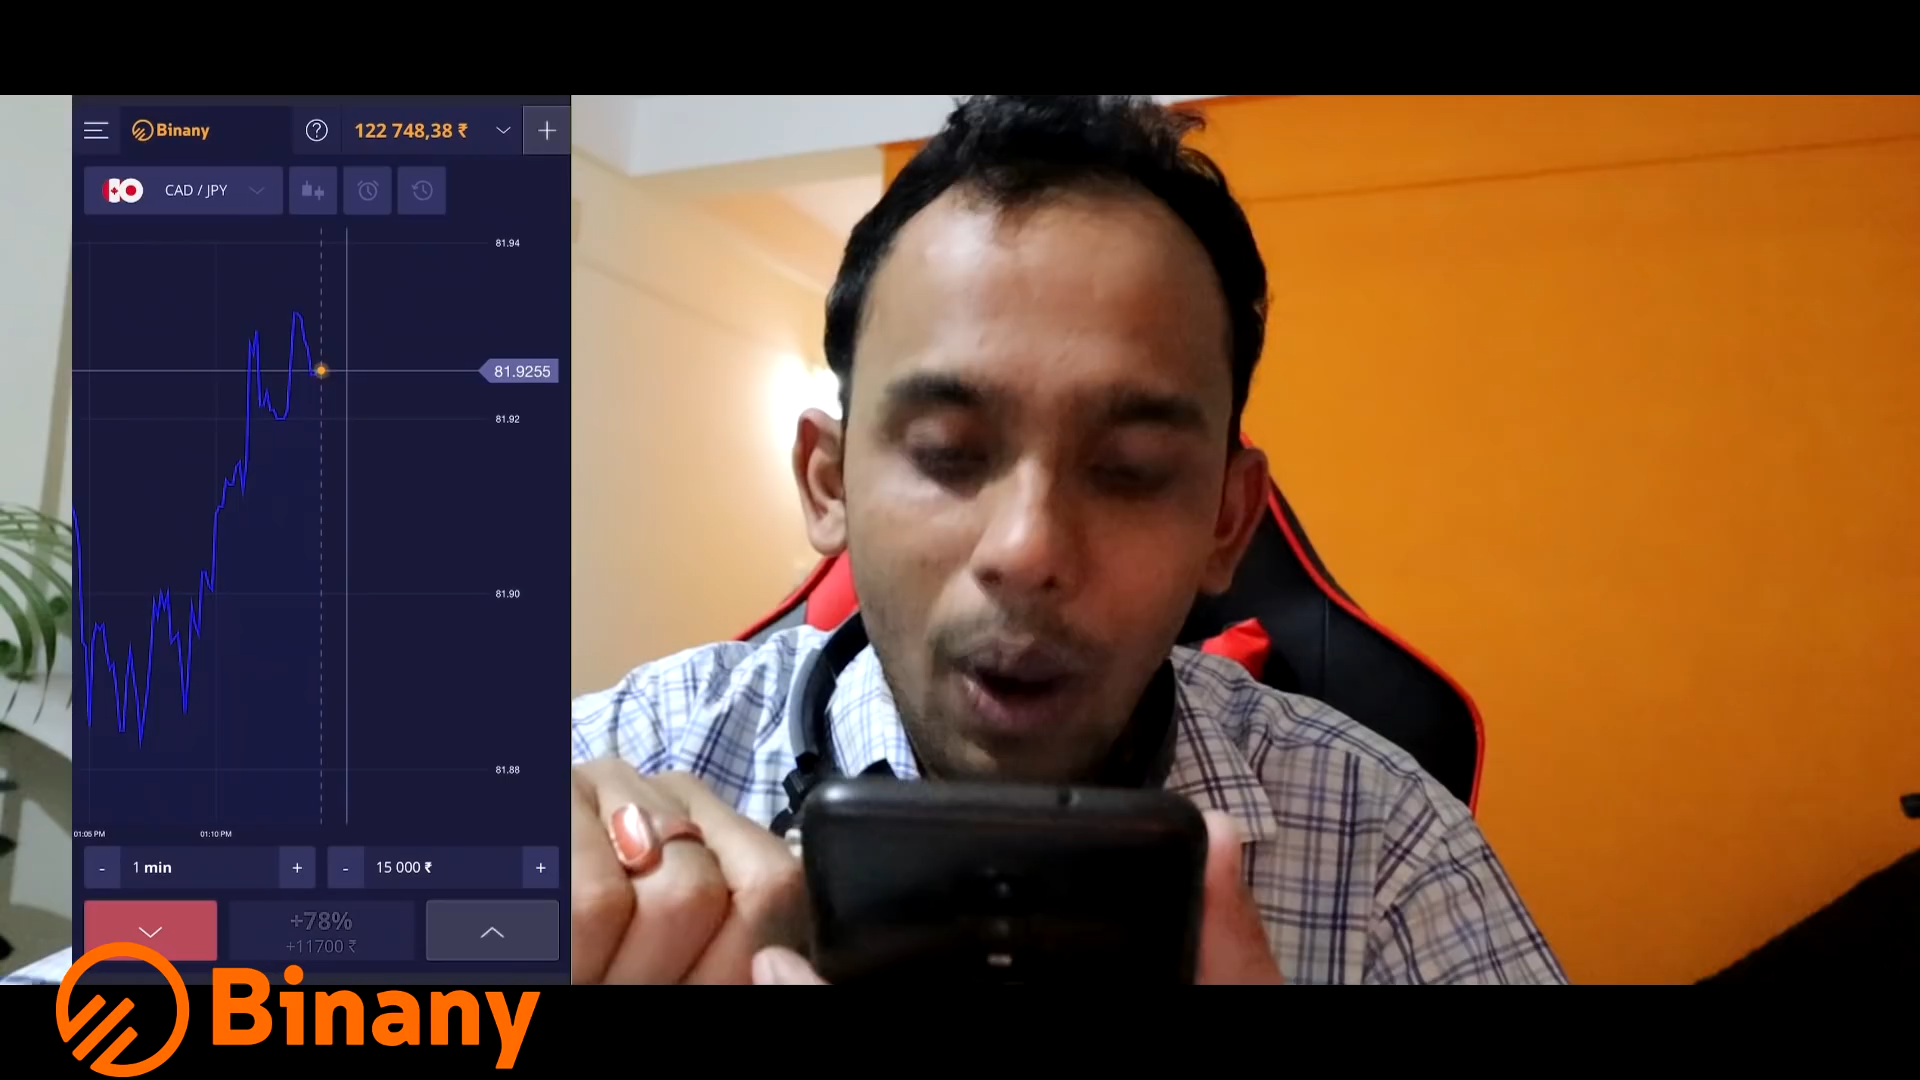 Binany
? 122 748,38 ₹ +
CAD / JPY
81.94
81.9255
81.92
81.90
81.88
01:05 PM 01:10 PM
- 1 min + - 15 000 ₹ +
+78%
+11700 ₹
Binany